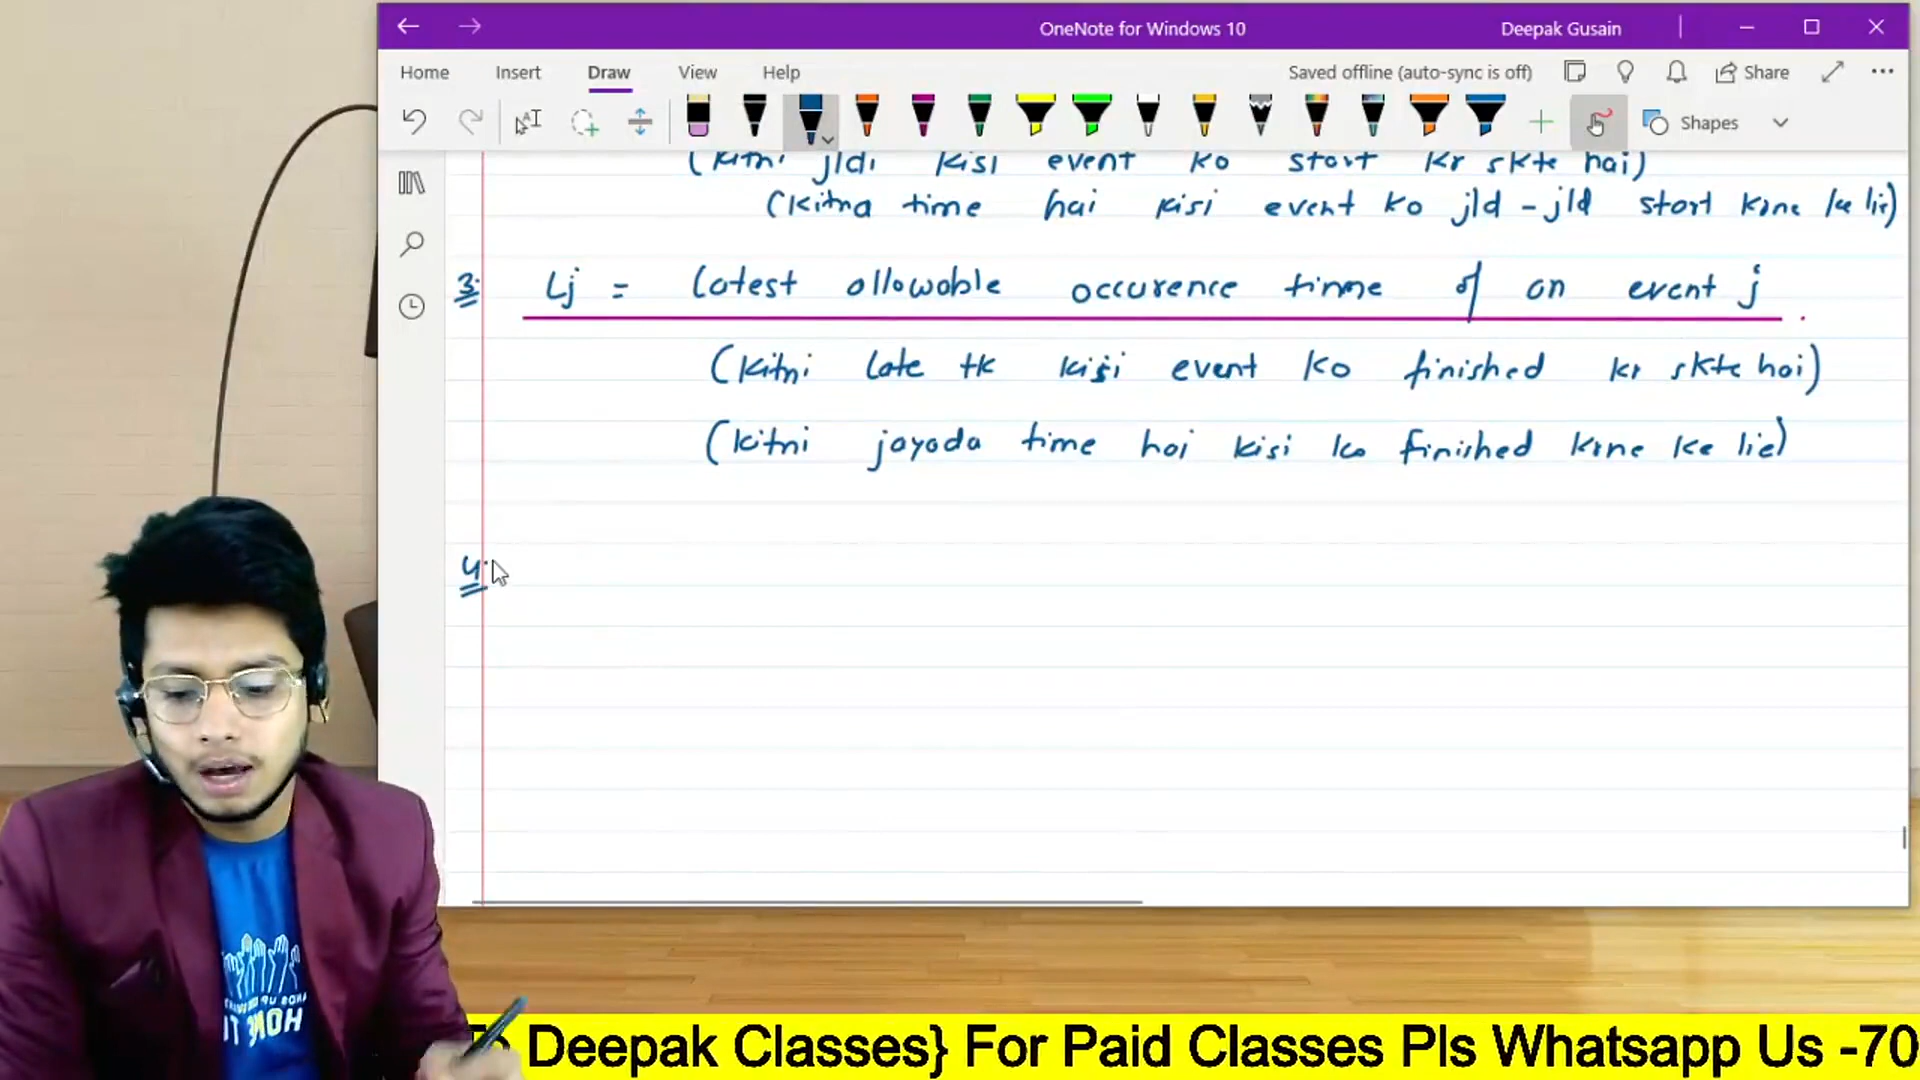 OneNote for Windows 10
Deepak Gusain
Home Insert Draw View Help
Saved offline (auto-sync is off)
Share
Shapes
(kitni jldi kisi event ko start kr skte hai)
(kitna time hai kisi event ko jld - jld start krne ke lie)
3. Lj = Latest allowable occurence time of an event j .
(kitni late tk kisi event ko finished kr skte hai)
(kitni jayada time hai kisi ko finished krne ke lie)
4.
Deepak Classes} For Paid Classes Pls Whatsapp Us -70